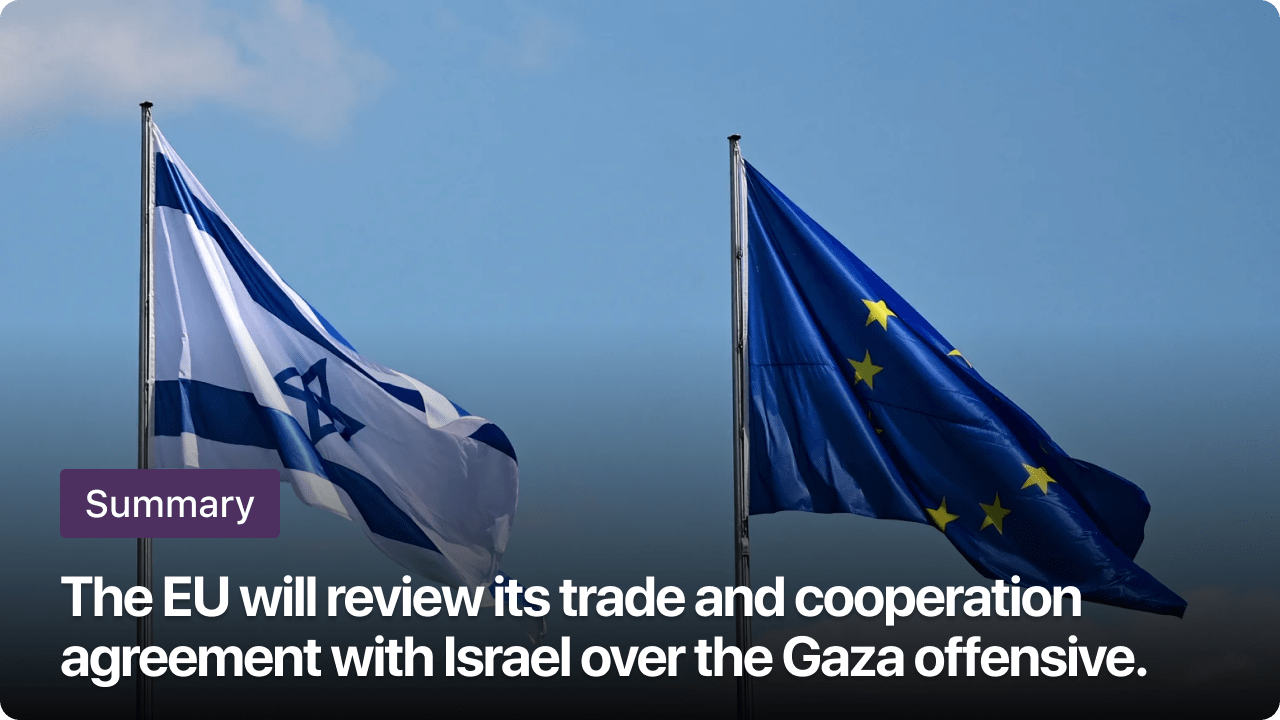 Summary
The EU will review its trade and cooperation
agreement with Israel over the Gaza offensive.